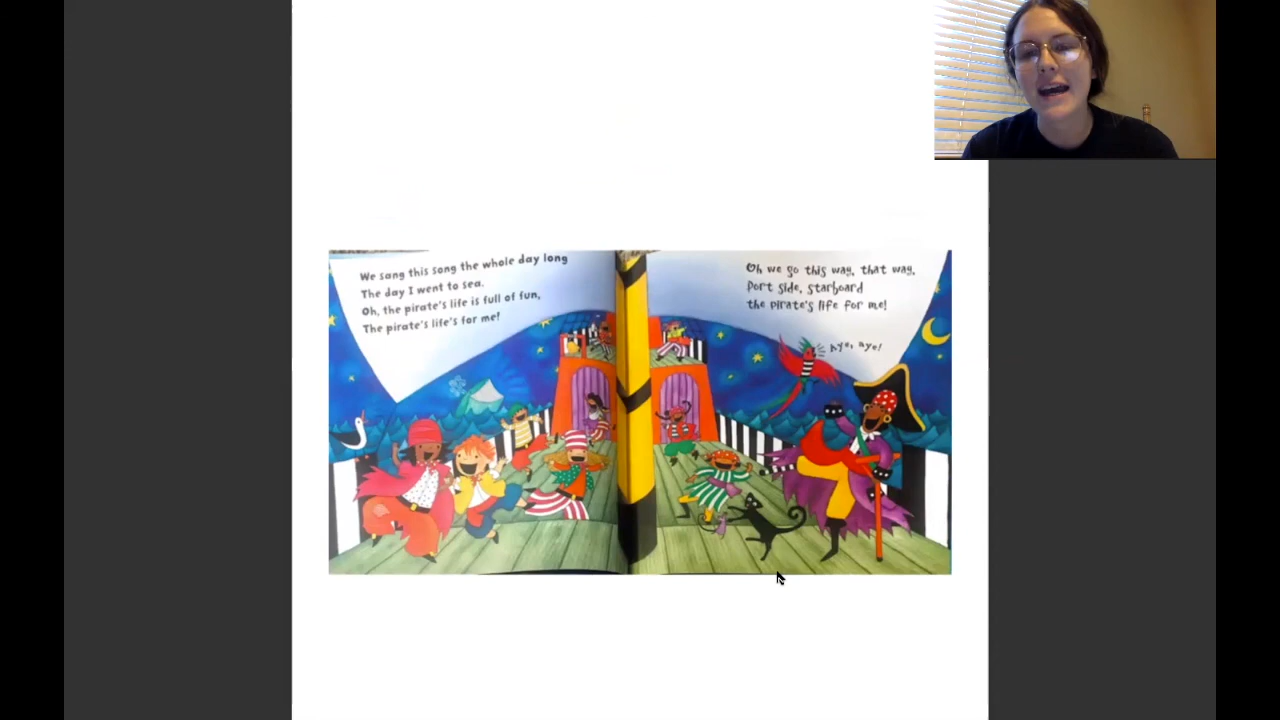 We sang this song the whole day long
The day I went to sea.
Oh, the pirate's life is full of fun,
The pirate's life's for me!
Oh we go this way, that way,
Port side, starboard
the pirate's life for me!
Aye, aye!